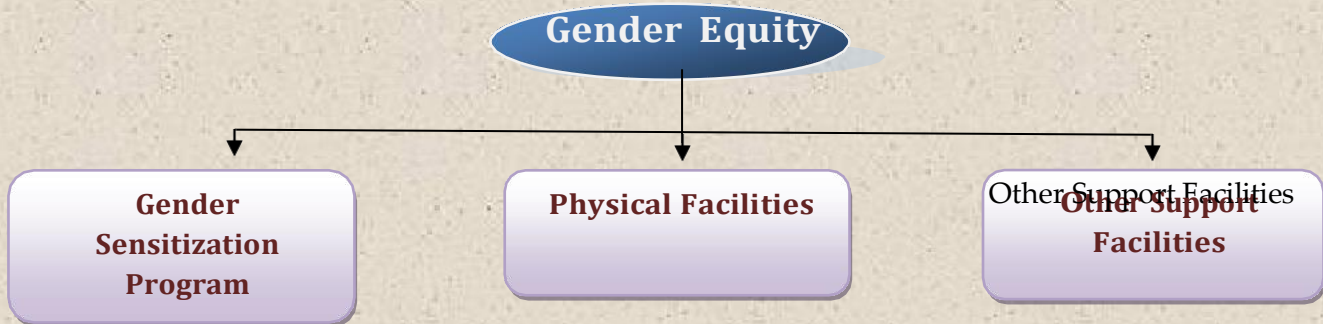 Gender Equity
Gender
Sensitization
Program
Physical Facilities
Other Support Facilities
Other Support
Facilities